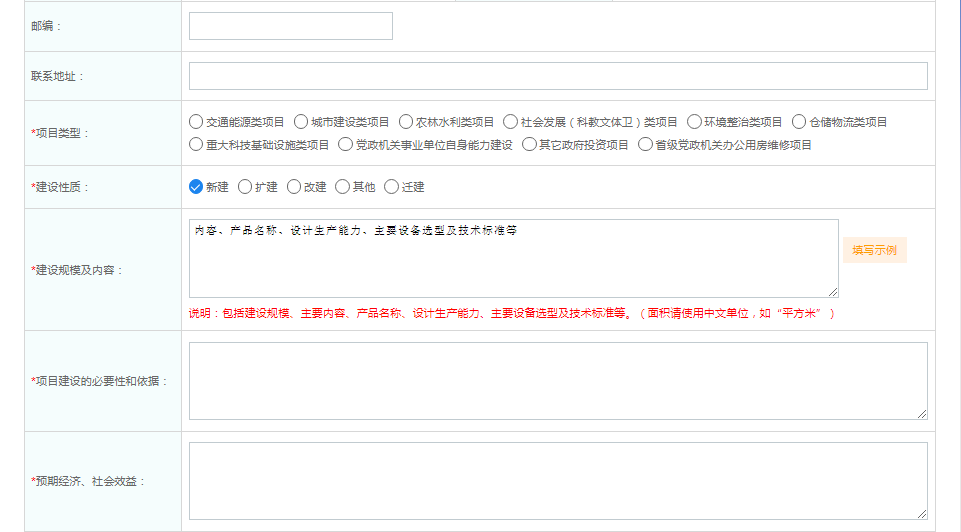 邮编：
联系地址：
*项目类型：
交通能源类项目 城市建设类项目 农林水利类项目 社会发展（科教文体卫）类项目 环境整治类项目 仓储物流类项目
重大科技基础设施类项目 党政机关事业单位自身能力建设 其它政府投资项目 首级党政机关办公用房维修项目
*建设性质：
新建 扩建 改建 其他 迁建
*建设规模及内容：
内容、产品名称、设计生产能力、主要设备选型及技术标准等
填写示例
说明：包括建设规模、主要内容、产品名称、设计生产能力、主要设备选型及技术标准等。（面积请使用中文单位，如“平方米”）
*项目建设的必要性和依据：
*预期经济、社会效益：